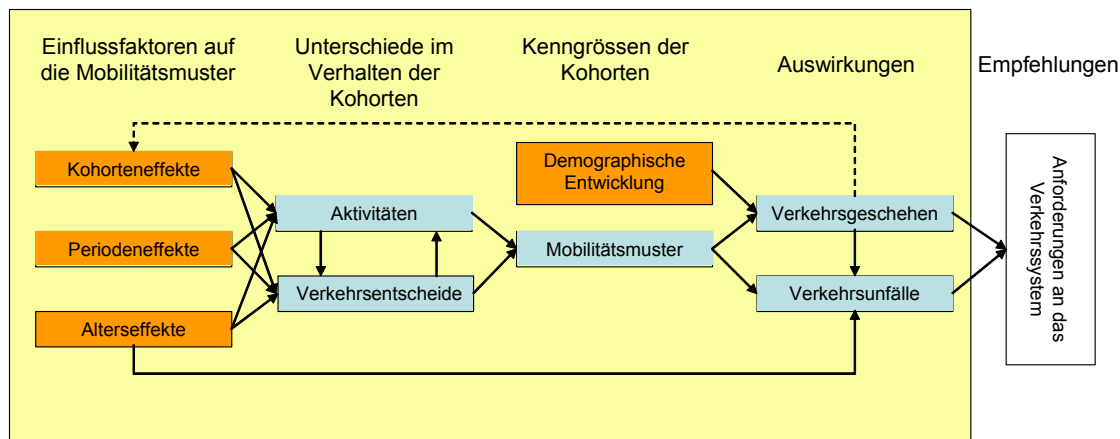 Einflussfaktoren auf
die Mobilitätsmuster
Unterschiede im
Verhalten der
Kohorten
Kenngrössen der
Kohorten
Auswirkungen
Empfehlungen
Kohorteneffekte
Periodeneffekte
Alterseffekte
Aktivitäten
Verkehrsentscheide
Demographische
Entwicklung
Mobilitätsmuster
Verkehrsgeschehen
Verkehrsunfälle
Anforderungen an das
Verkehrssystem